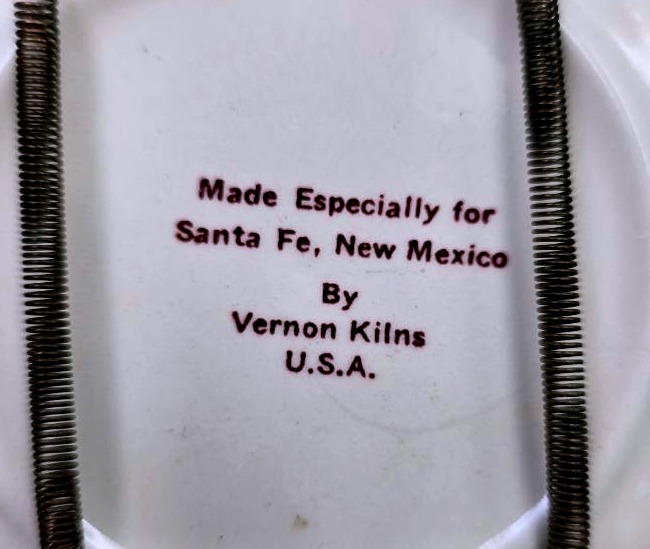 Made Especially for
Santa Fe, New Mexico
By
Vernon Kilns
U.S.A.